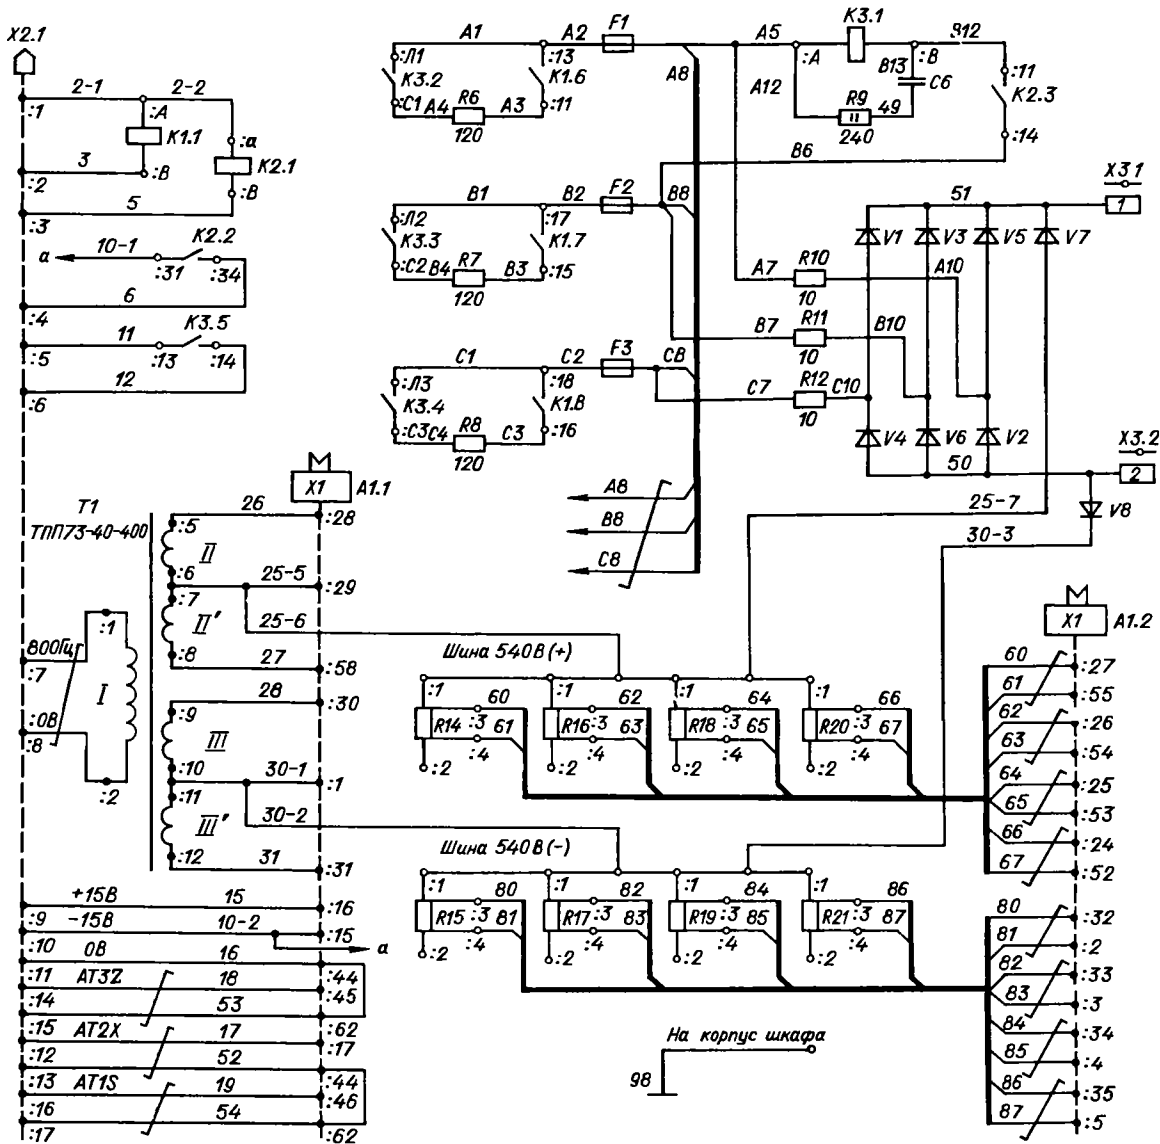 X2.1
2-1
2-2
:1
:A
K1.1
:a
3
:B
K2.1
:2
:B
5
:3
a
10-1
K2.2
:31
:34
6
:4
11
K3.5
:5
:13
:14
12
:6
A1
A2
F1
:Л1
:13
K3.2
K1.6
:C1
A4
R6
A3
:11
120
A8
A5
K3.1
:A
:B
B12
A12
B13
C6
R9
49
240
:11
K2.3
:14
B6
B1
B2
F2
B8
:Л2
:17
K3.3
K1.7
:C2
B4
R7
B3
:15
120
C1
C2
F3
C8
:Л3
:18
K3.4
K1.8
:C3
C4
R8
C3
:16
120
A8
B8
C8
X3.1
1
51
V1
V3
V5
V7
A7
R10
A10
10
B7
R11
B10
10
C7
R12
C10
10
V4
V6
V2
X3.2
2
50
25-7
V8
30-3
T1
ТПП73-40-400
X1
A1.1
26
:28
:5
II
:6
25-5
:29
:7
II'
25-6
:8
27
:58
28
:30
:9
III
:10
30-1
:1
:11
III'
30-2
:12
31
:31
800Гц
:7
:0В
:8
:1
I
:2
Шина 540В (+)
:1
:1
:1
:1
R14
:3
60
61
:4
:2
R16
:3
62
63
:4
:2
R18
:3
64
65
:4
:2
R20
:3
66
67
:4
:2
Шина 540В (-)
:1
:1
:1
:1
R15
:3
80
81
:4
:2
R17
:3
82
83
:4
:2
R19
:3
84
85
:4
:2
R21
:3
86
87
:4
:2
X1
A1.2
60
:27
61
:55
62
:26
63
:54
64
:25
65
:53
66
:24
67
:52
80
:32
81
:2
82
:33
83
:3
84
:34
85
:4
86
:35
87
:5
+15В
15
:16
:9
-15В
10-2
:15
a
:10
0В
16
:44
:11
АТ3Z
18
:45
:14
53
:62
:15
АТ2X
17
:17
:12
52
:44
:13
АТ1S
19
:46
:16
54
:62
:17
На корпус шкафа
98